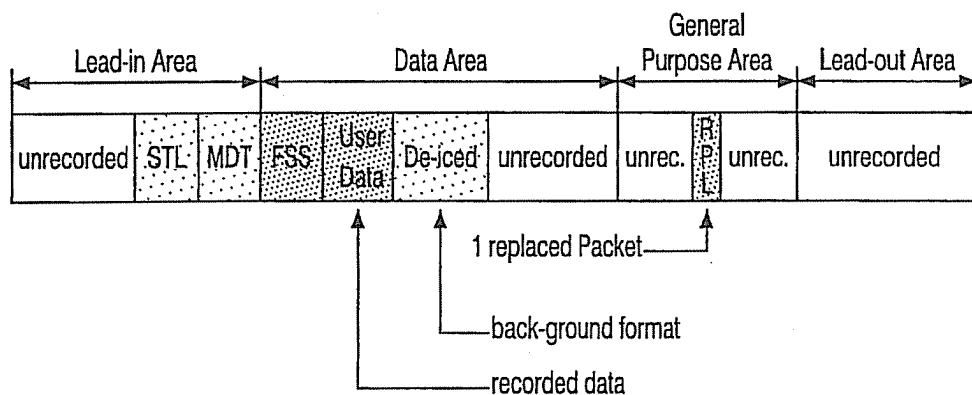 General
Lead-in Area Data Area Purpose Area Lead-out Area
unrecorded STL MDT FSS User Data De-iced unrecorded unrec. RPL unrec. unrecorded
1 replaced Packet
back-ground format
recorded data